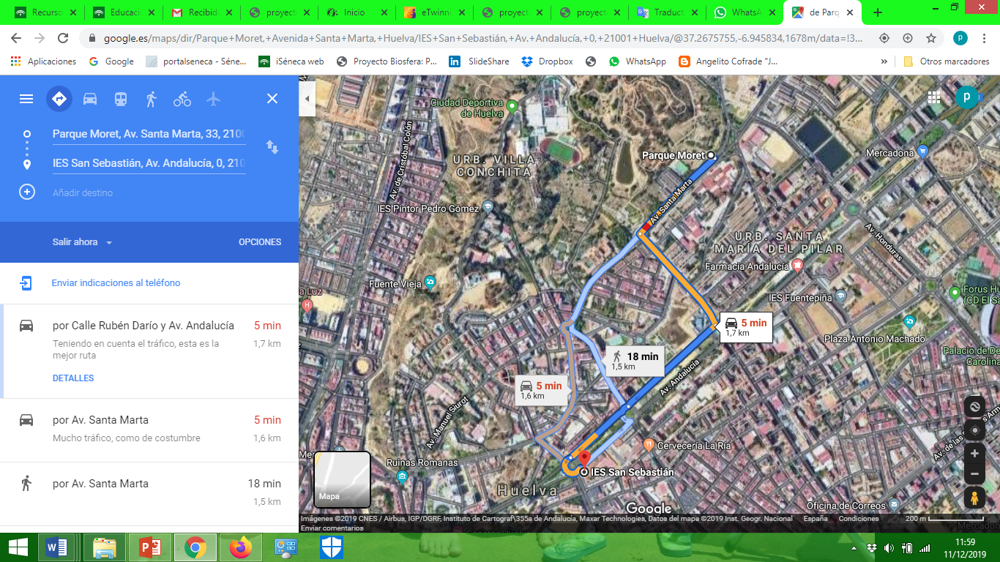 Recurso
Educaci
Recibid
proyect
Inicio
eTwinni
proyect
proyect
Traduct
WhatsA
de Parq
google.es/maps/dir/Parque+Moret,+Avenida+Santa+Marta,+Huelva/IES+San+Sebastián,+Av.+Andalucía,+0,+21001+Huelva/@37.2675755,-6.945834,1678m/data=!3...
p
Aplicaciones
Google
portalseneca - Séne...
iSéneca web
Proyecto Biosfera: P...
SlideShare
Dropbox
WhatsApp
Angelito Cofrade "J...
»
Otros marcadores
Parque Moret, Av. Santa Marta, 33, 2100
IES San Sebastián, Av. Andalucía, 0, 210
Añadir destino
Salir ahora
OPCIONES
Enviar indicaciones al teléfono
por Calle Rubén Darío y Av. Andalucía 5 min
Teniendo en cuenta el tráfico, esta es la 1,7 km
mejor ruta
DETALLES
por Av. Santa Marta 5 min
Mucho tráfico, como de costumbre 1,6 km
por Av. Santa Marta 18 min
1,5 km
Ciudad Deportiva
de Huelva
p
URB. VILLA
CONCHITA
Parque Moret
Mercadona
Av. de Cristóbal Colón
Av. Santa Marta
IES Pintor Pedro Gómez
URB. SANTA
MARÍA DEL PILAR
Av. Honduras
Farmacia Andalucía
Fuente Vieja
a Luz
IES Fuentepiña
Forus Hu
(CD El Sa
5 min
1,7 km
Plaza Antonio Machado
Palacio de De
Carolina
18 min
1,5 km
Av. Andalucía
5 min
1,6 km
Av. Manuel Siurot
Cervecería La Ría
Av. de las
s Arm
Mer
Ruinas Romanas
IES San Sebastián
Huelva
Mapa
Google
Oficina de Correos
Imágenes ©2019 CNES / Airbus, IGP/DGRF, Instituto de Cartograf\355a de Andalucía, Maxar Technologies, Datos del mapa ©2019 Inst. Geogr. Nacional España Condiciones 200 m
Enviar comentarios
Mercadon
11:59
11/12/2019